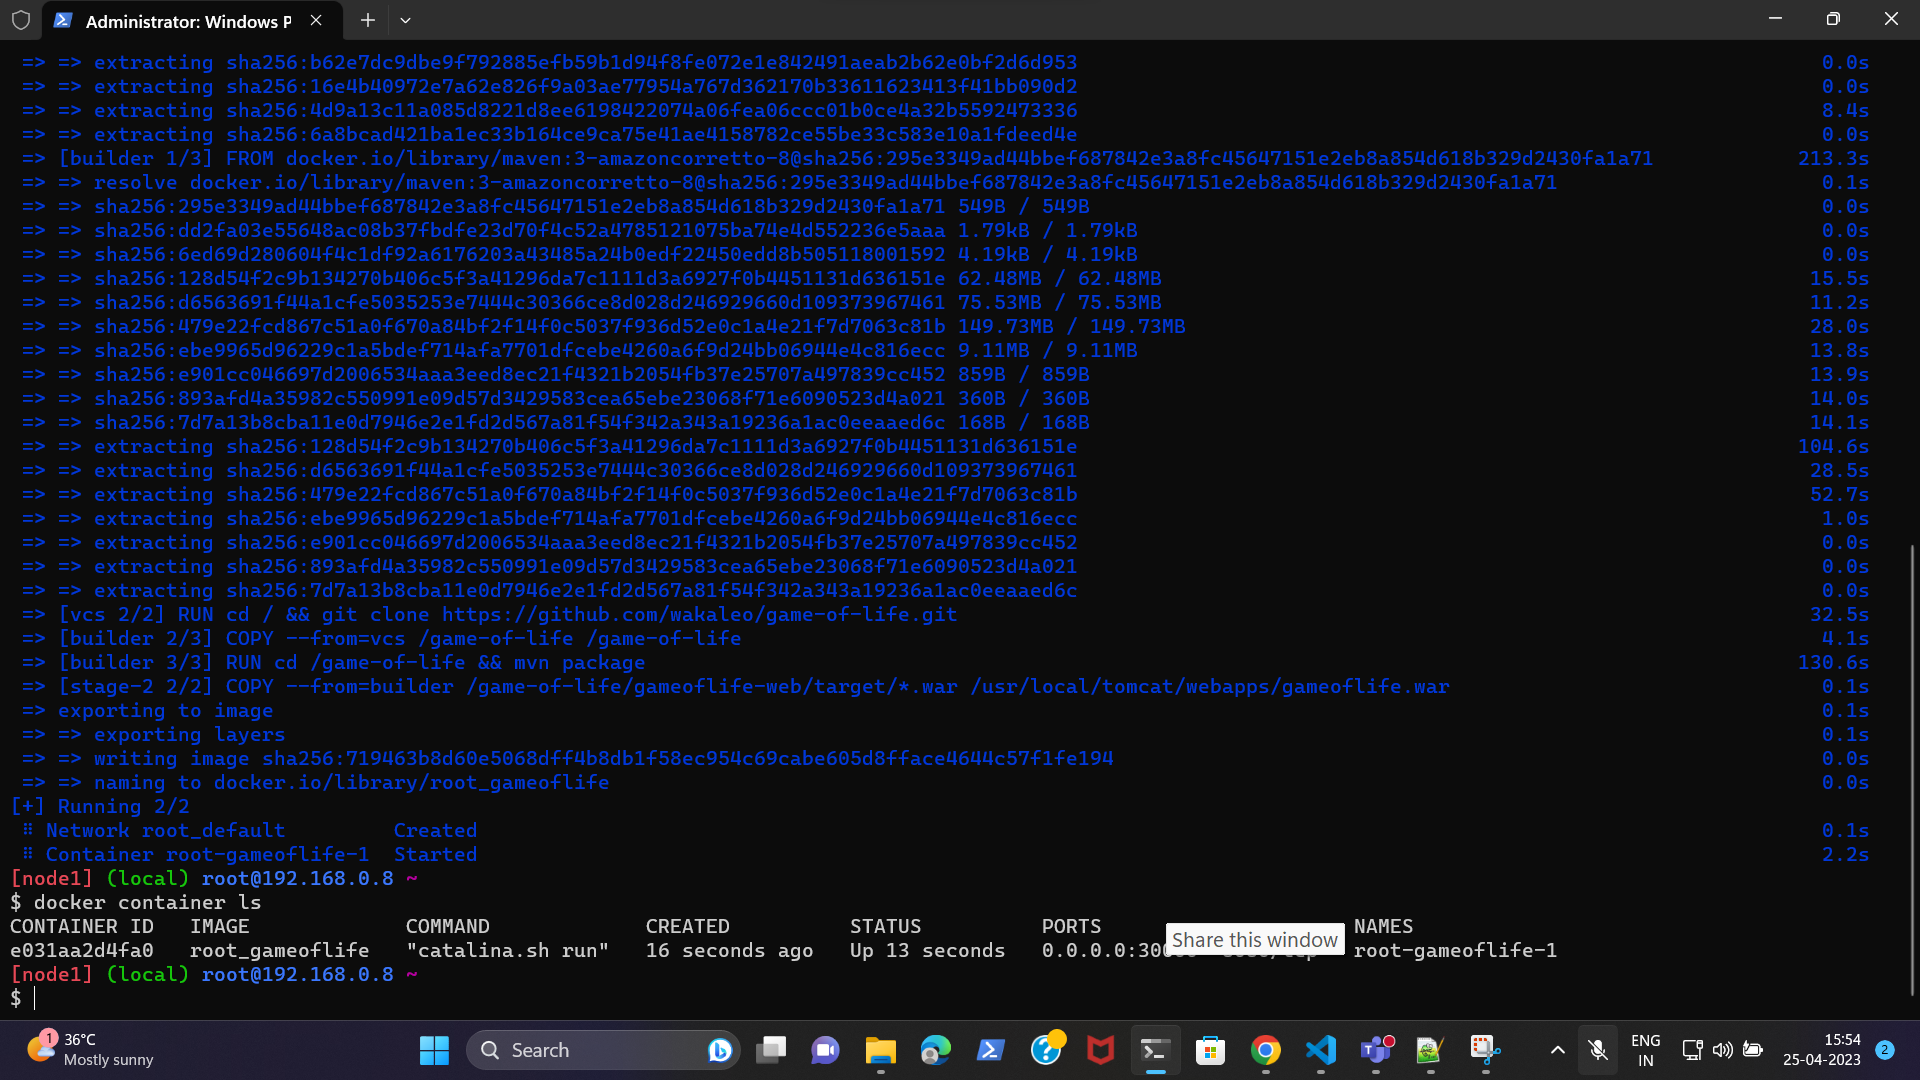 Administrator: Windows P
=> => extracting sha256:b62e7dc9dbe9f792885efb59b1d94f8fe072e1e842491aeab2b62e0bf2d6d953 0.0s
=> => extracting sha256:16e4b40972e7a62e826f9a03ae77954a767d362170b33611623413f41bb090d2 0.0s
=> => extracting sha256:4d9a13c11a085d8221d8ee6198422074a06fea06ccc01b0ce4a32b5592473336 8.4s
=> => extracting sha256:6a8bcad421ba1ec33b164ce9ca75e41ae4158782ce55be33c583e10a1fdeed4e 0.0s
=> [builder 1/3] FROM docker.io/library/maven:3-amazoncorretto-8@sha256:295e3349ad44bbef687842e3a8fc45647151e2eb8a854d618b329d2430fa1a71 213.3s
=> => resolve docker.io/library/maven:3-amazoncorretto-8@sha256:295e3349ad44bbef687842e3a8fc45647151e2eb8a854d618b329d2430fa1a71 0.1s
=> => sha256:295e3349ad44bbef687842e3a8fc45647151e2eb8a854d618b329d2430fa1a71 549B / 549B 0.0s
=> => sha256:dd2fa03e55648ac08b37fbdfe23d70f4c52a4785121075ba74e4d552236e5aaa 1.79kB / 1.79kB 0.0s
=> => sha256:6ed69d280604f4c1df92a6176203a43485a24b0edf22450edd8b505118001592 4.19kB / 4.19kB 0.0s
=> => sha256:128d54f2c9b134270b406c5f3a41296da7c1111d3a6927f0b4451131d636151e 62.48MB / 62.48MB 15.5s
=> => sha256:d6563691f44a1cfe5035253e7444c30366ce8d028d246929660d109373967461 75.53MB / 75.53MB 11.2s
=> => sha256:479e22fcd867c51a0f670a84bf2f14f0c5037f936d52e0c1a4e21f7d7063c81b 149.73MB / 149.73MB 28.0s
=> => sha256:ebe9965d96229c1a5bdef714afa7701dfcebe4260a6f9d24bb06944e4c816ecc 9.11MB / 9.11MB 13.8s
=> => sha256:e901cc046697d2006534aaa3eed8ec21f4321b2054fb37e25707a497839cc452 859B / 859B 13.9s
=> => sha256:893afd4a35982c550991e09d57d3429583cea65ebe23068f71e6090523d4a021 360B / 360B 14.0s
=> => sha256:7d7a13b8cba11e0d7946e2e1fd2d567a81f54f342a343a19236a1ac0eeaaed6c 168B / 168B 14.1s
=> => extracting sha256:128d54f2c9b134270b406c5f3a41296da7c1111d3a6927f0b4451131d636151e 104.6s
=> => extracting sha256:d6563691f44a1cfe5035253e7444c30366ce8d028d246929660d109373967461 28.5s
=> => extracting sha256:479e22fcd867c51a0f670a84bf2f14f0c5037f936d52e0c1a4e21f7d7063c81b 52.7s
=> => extracting sha256:ebe9965d96229c1a5bdef714afa7701dfcebe4260a6f9d24bb06944e4c816ecc 1.0s
=> => extracting sha256:e901cc046697d2006534aaa3eed8ec21f4321b2054fb37e25707a497839cc452 0.0s
=> => extracting sha256:893afd4a35982c550991e09d57d3429583cea65ebe23068f71e6090523d4a021 0.0s
=> => extracting sha256:7d7a13b8cba11e0d7946e2e1fd2d567a81f54f342a343a19236a1ac0eeaaed6c 0.0s
=> [vcs 2/2] RUN cd / && git clone https://github.com/wakaleo/game-of-life.git 32.5s
=> [builder 2/3] COPY --from=vcs /game-of-life /game-of-life 4.1s
=> [builder 3/3] RUN cd /game-of-life && mvn package 130.6s
=> [stage-2 2/2] COPY --from=builder /game-of-life/gameoflife-web/target/*.war /usr/local/tomcat/webapps/gameoflife.war 0.1s
=> exporting to image 0.1s
=> => exporting layers 0.1s
=> => writing image sha256:719463b8d60e5068dff4b8db1f58ec954c69cabe605d8fface4644c57f1fe194 0.0s
=> => naming to docker.io/library/root_gameoflife 0.0s
[+] Running 2/2
⠿ Network root_default Created 0.1s
⠿ Container root-gameoflife-1 Started 2.2s
[node1] (local) root@192.168.0.8 ~
$ docker container ls
CONTAINER ID IMAGE COMMAND CREATED STATUS PORTS NAMES
e031aa2d4fa0 root_gameoflife "catalina.sh run" 16 seconds ago Up 13 seconds 0.0.0.0:30 root-gameoflife-1
Share this window
[node1] (local) root@192.168.0.8 ~
$
1 36°C
Mostly sunny
Search
ENG
IN
15:54
25-04-2023
2